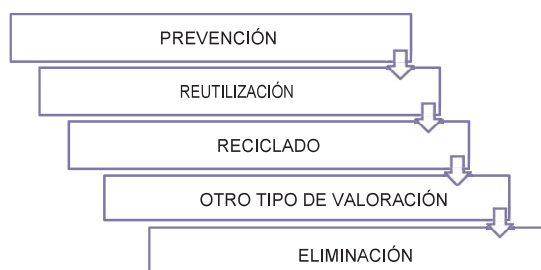 PREVENCIÓN
REUTILIZACIÓN
RECICLADO
OTRO TIPO DE VALORACIÓN
ELIMINACIÓN